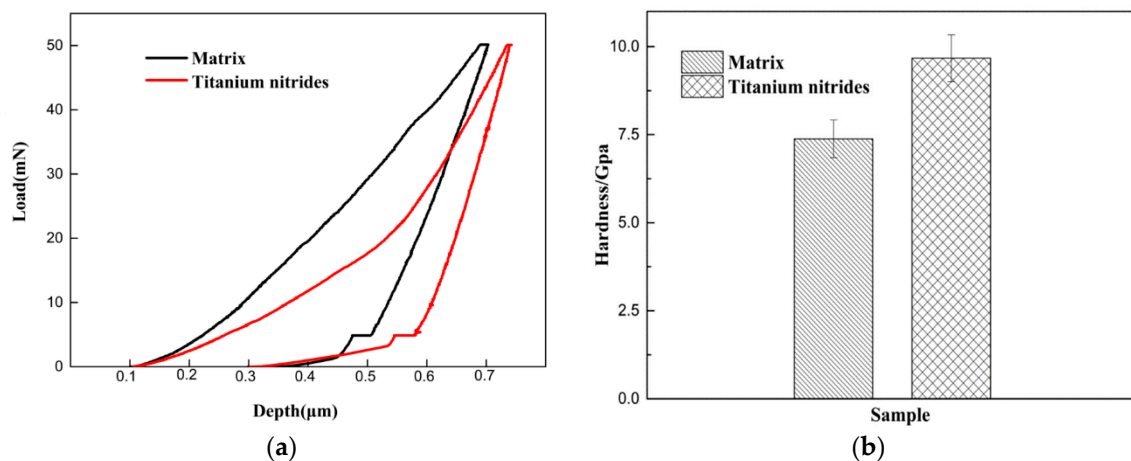 (a)
Load(mN)
50
40
30
20
10
0
Matrix
Titanium nitrides
0.1 0.2 0.3 0.4 0.5 0.6 0.7
Depth(μm)
(b)
Hardness/Gpa
10.0
7.5
5.0
2.5
0.0
Matrix
Titanium nitrides
Sample